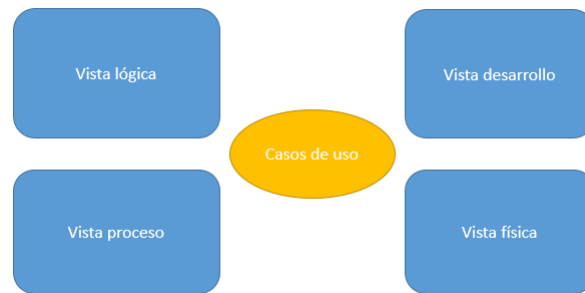 Vista lógica
Vista desarrollo
Casos de uso
Vista proceso
Vista física